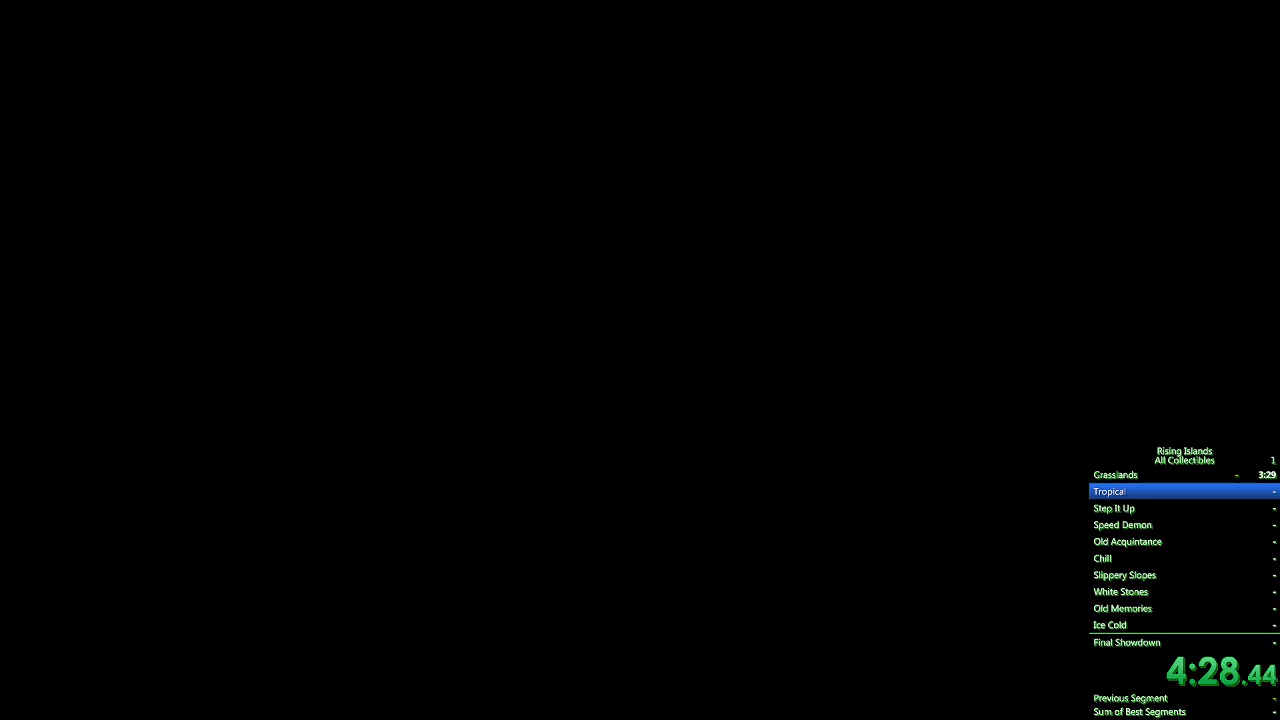 Rising Islands
All Collectibles 1
Grasslands - 3:29
Tropical -
Step It Up -
Speed Demon -
Old Acquintance -
Chill -
Slippery Slopes -
White Stones -
Old Memories -
Ice Cold -
Final Showdown -
4:28.44
Previous Segment -
Sum of Best Segments -